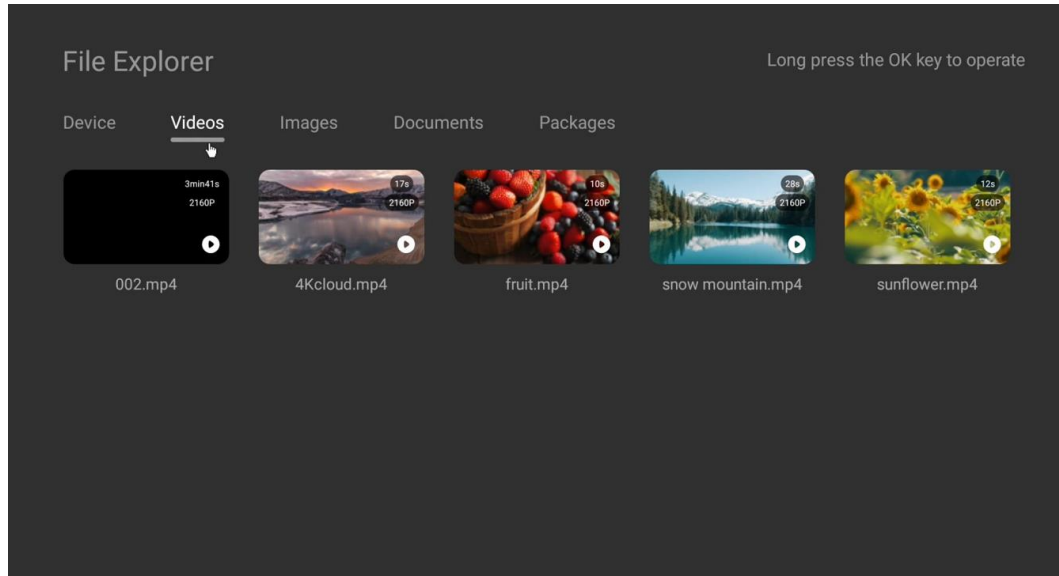 File Explorer
Long press the OK key to operate
Device Videos Images Documents Packages
3min41s 17s 10s 28s 12s
2160P 2160P 2160P 2160P 2160P
002.mp4 4Kcloud.mp4 fruit.mp4 snow mountain.mp4 sunflower.mp4